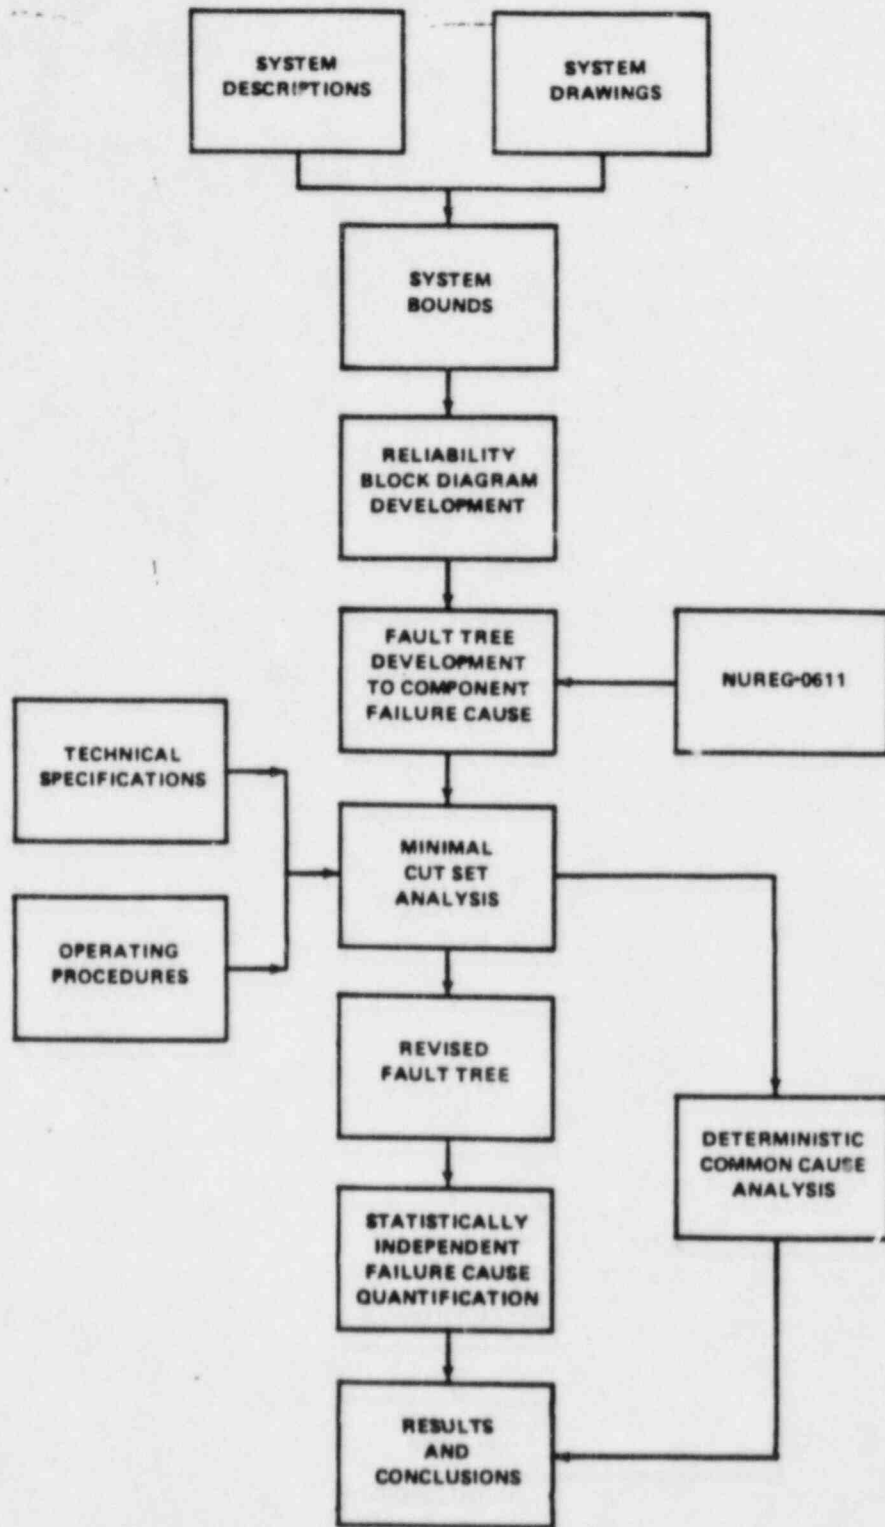 SYSTEM
DESCRIPTIONS
SYSTEM
DRAWINGS
SYSTEM
BOUNDS
RELIABILITY
BLOCK DIAGRAM
DEVELOPMENT
FAULT TREE
DEVELOPMENT
TO COMPONENT
FAILURE CAUSE
NUREG-0611
TECHNICAL
SPECIFICATIONS
MINIMAL
CUT SET
ANALYSIS
OPERATING
PROCEDURES
REVISED
FAULT TREE
DETERMINISTIC
COMMON CAUSE
ANALYSIS
STATISTICALLY
INDEPENDENT
FAILURE CAUSE
QUANTIFICATION
RESULTS
AND
CONCLUSIONS